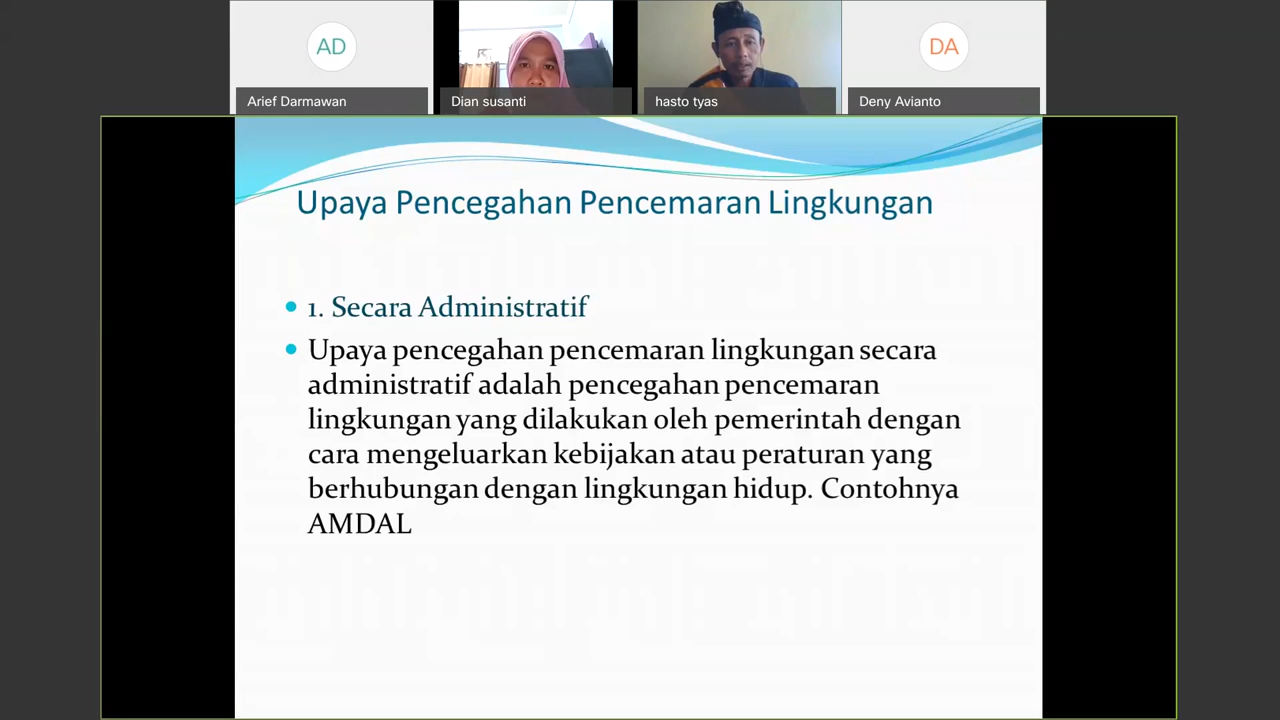 AD
DA
Arief Darmawan
Dian susanti
hasto tyas
Deny Avianto
Upaya Pencegahan Pencemaran Lingkungan
1. Secara Administratif
Upaya pencegahan pencemaran lingkungan secara
administratif adalah pencegahan pencemaran
lingkungan yang dilakukan oleh pemerintah dengan
cara mengeluarkan kebijakan atau peraturan yang
berhubungan dengan lingkungan hidup. Contohnya
AMDAL